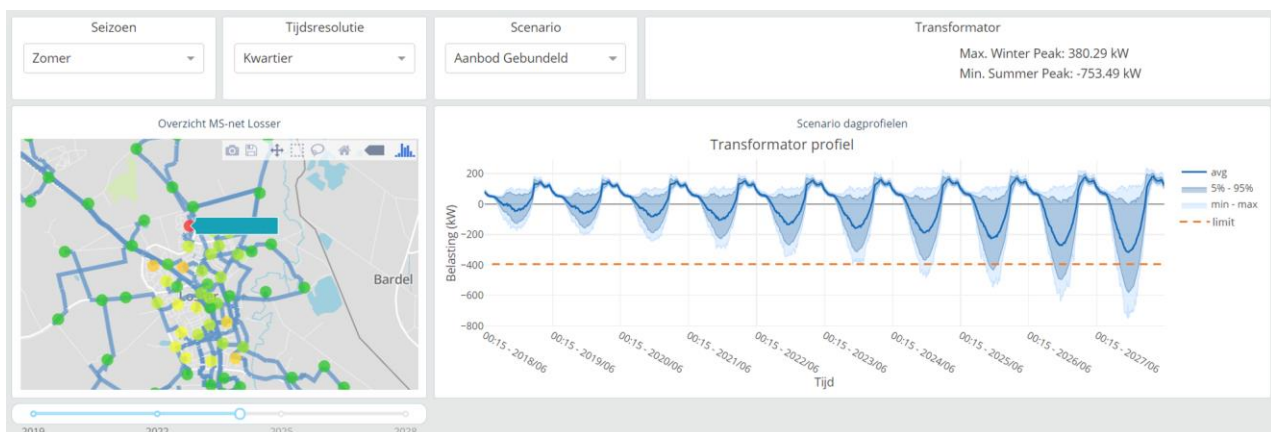 Seizoen
Zomer
Tijdsresolutie
Kwartier
Scenario
Aanbod Gebundeld
Transformator
Max. Winter Peak: 380.29 kW
Min. Summer Peak: -753.49 kW
Overzicht MS-net Losser
Bardel
2019
2022
2025
2028
Scenario dagprofielen
Transformator profiel
Belasting (kW)
200
0
−200
−400
−600
−800
00:15 - 2018/06
00:15 - 2019/06
00:15 - 2020/06
00:15 - 2021/06
00:15 - 2022/06
00:15 - 2023/06
00:15 - 2024/06
00:15 - 2025/06
00:15 - 2026/06
00:15 - 2027/06
Tijd
avg
5% - 95%
min - max
limit